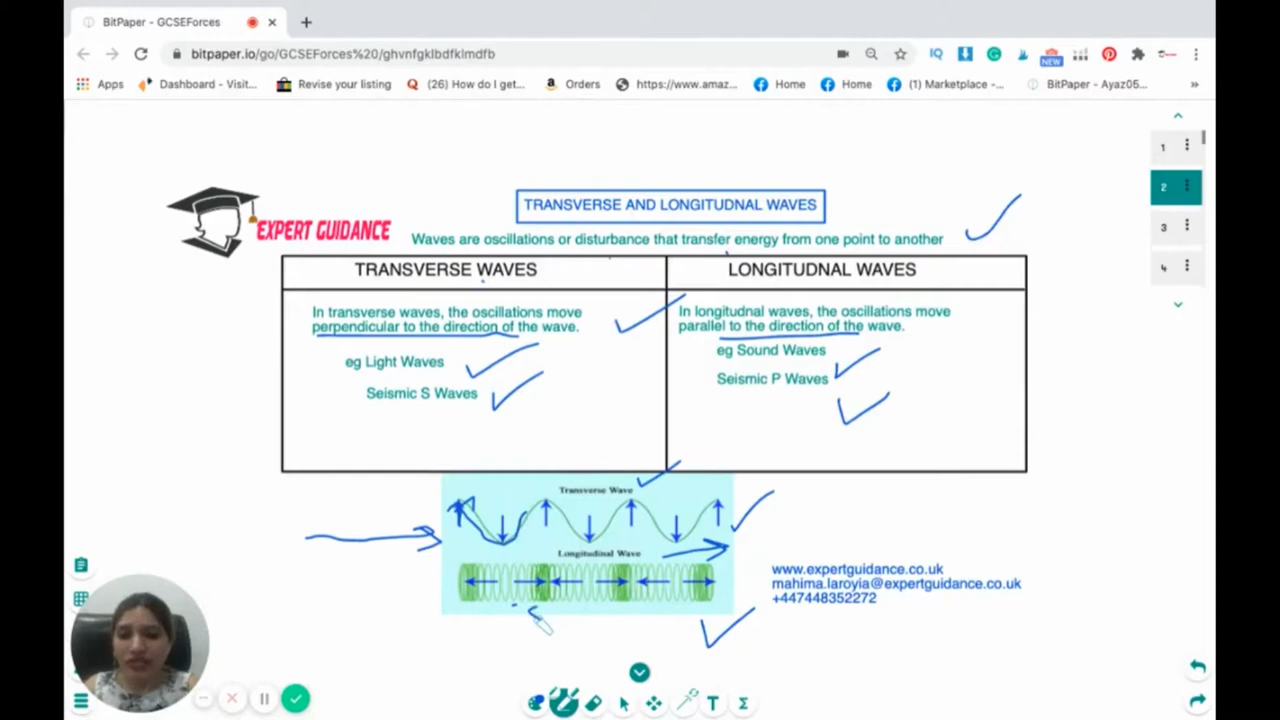 BitPaper - GCSEForces
bitpaper.io/go/GCSEForces%20/ghvnfgklbdfklmdfb
IQ
NEW
Apps
Dashboard - Visit...
Revise your listing
(26) How do I get...
Orders
https://www.amaz...
Home
Home
(1) Marketplace -...
BitPaper - Ayaz05...
1
2
3
4
EXPERT GUIDANCE
TRANSVERSE AND LONGITUDNAL WAVES
Waves are oscillations or disturbance that transfer energy from one point to another
TRANSVERSE WAVES
LONGITUDNAL WAVES
In transverse waves, the oscillations move
perpendicular to the direction of the wave.
eg Light Waves
Seismic S Waves
In longitudnal waves, the oscillations move
parallel to the direction of the wave.
eg Sound Waves
Seismic P Waves
Transverse Wave
Longitudinal Wave
www.expertguidance.co.uk
mahima.laroyia@expertguidance.co.uk
+447448352272
T
Σ